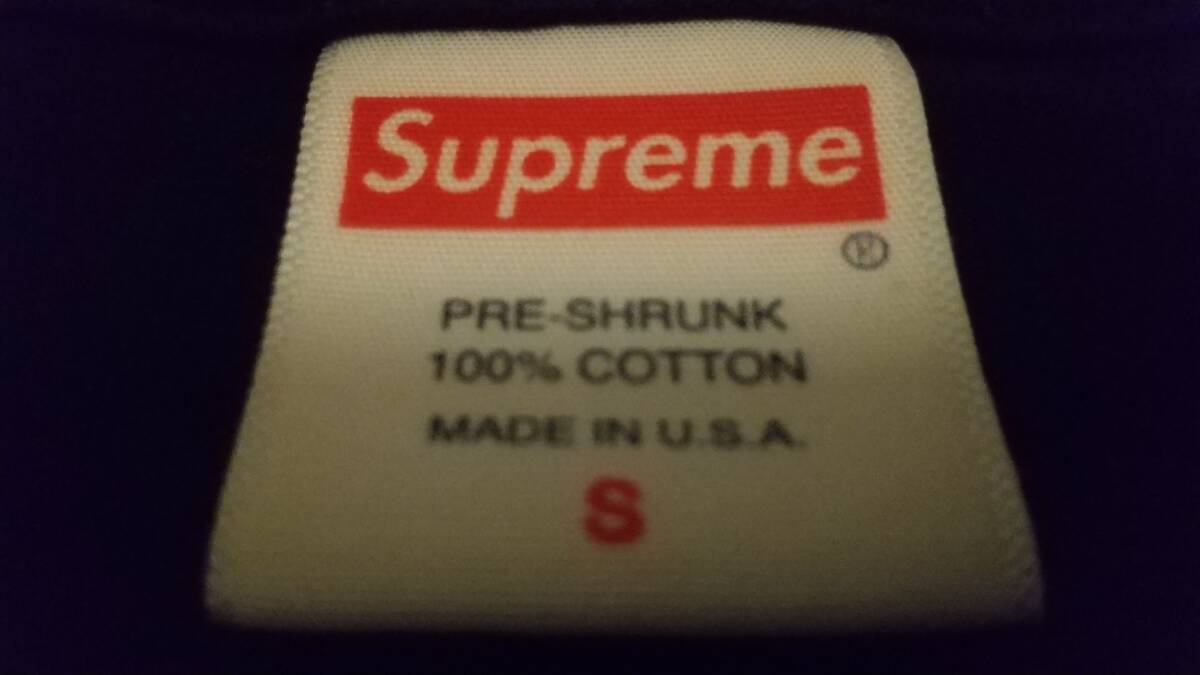 Supreme
®
PRE-SHRUNK
100% COTTON
MADE IN U.S.A.
S